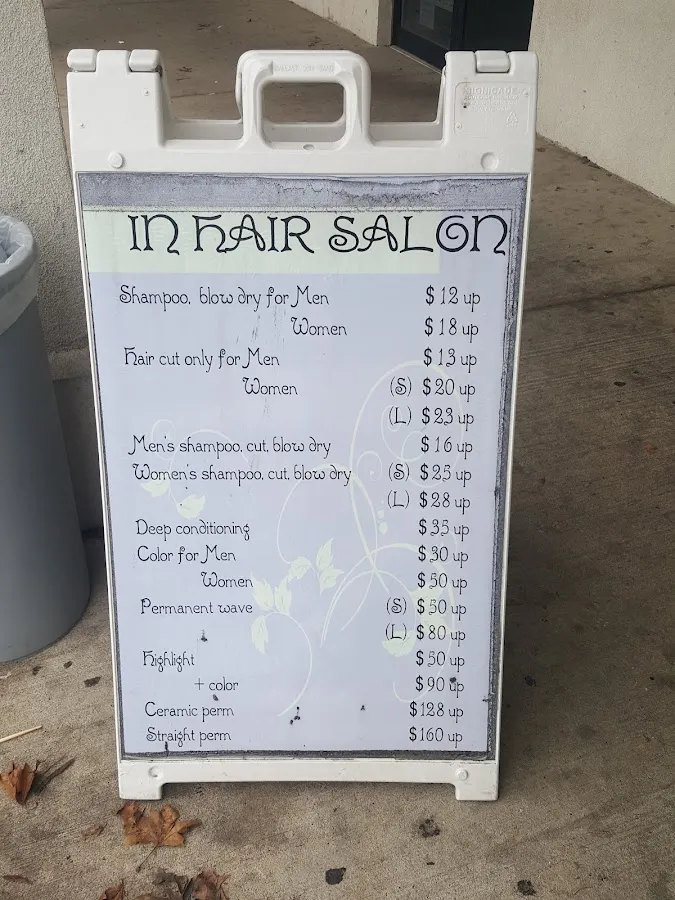 IN HAIR SALON
Shampoo, blow dry for Men $12 up
Women $18 up
Hair cut only for Men $13 up
Women (S) $20 up
(L) $23 up
Men's shampoo, cut, blow dry $16 up
Women's shampoo, cut, blow dry (S) $25 up
(L) $28 up
Deep conditioning $35 up
Color for Men $30 up
Women $50 up
Permanent wave (S) $50 up
(L) $80 up
Highlight $50 up
+ color $90 up
Ceramic perm $128 up
Straight perm $160 up